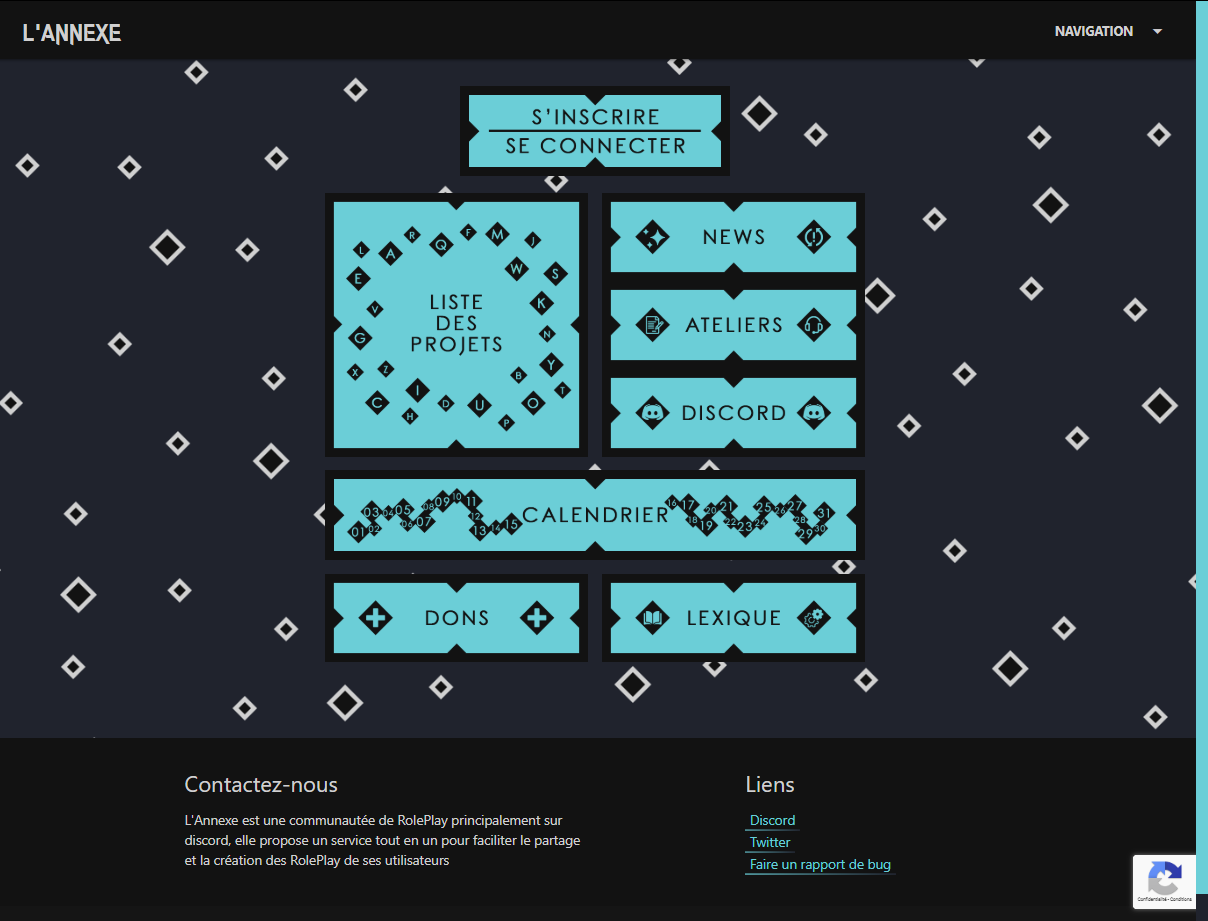 L'ANNEXE
NAVIGATION
S'INSCRIRE
SE CONNECTER
L A R Q F M J
E W S
V K
G N
X Z B Y
C H I D U P O T
LISTE
DES
PROJETS
NEWS
ATELIERS
DISCORD
01 02 03 04 05 06 07 08 09 10 11 12 13 14 15 CALENDRIER 16 17 18 19 20 21 22 23 24 25 26 27 28 29 30 31
DONS
LEXIQUE
Contactez-nous
L'Annexe est une communautée de RolePlay principalement sur
discord, elle propose un service tout en un pour faciliter le partage
et la création des RolePlay de ses utilisateurs
Liens
Discord
Twitter
Faire un rapport de bug
Confidentialité - Conditions